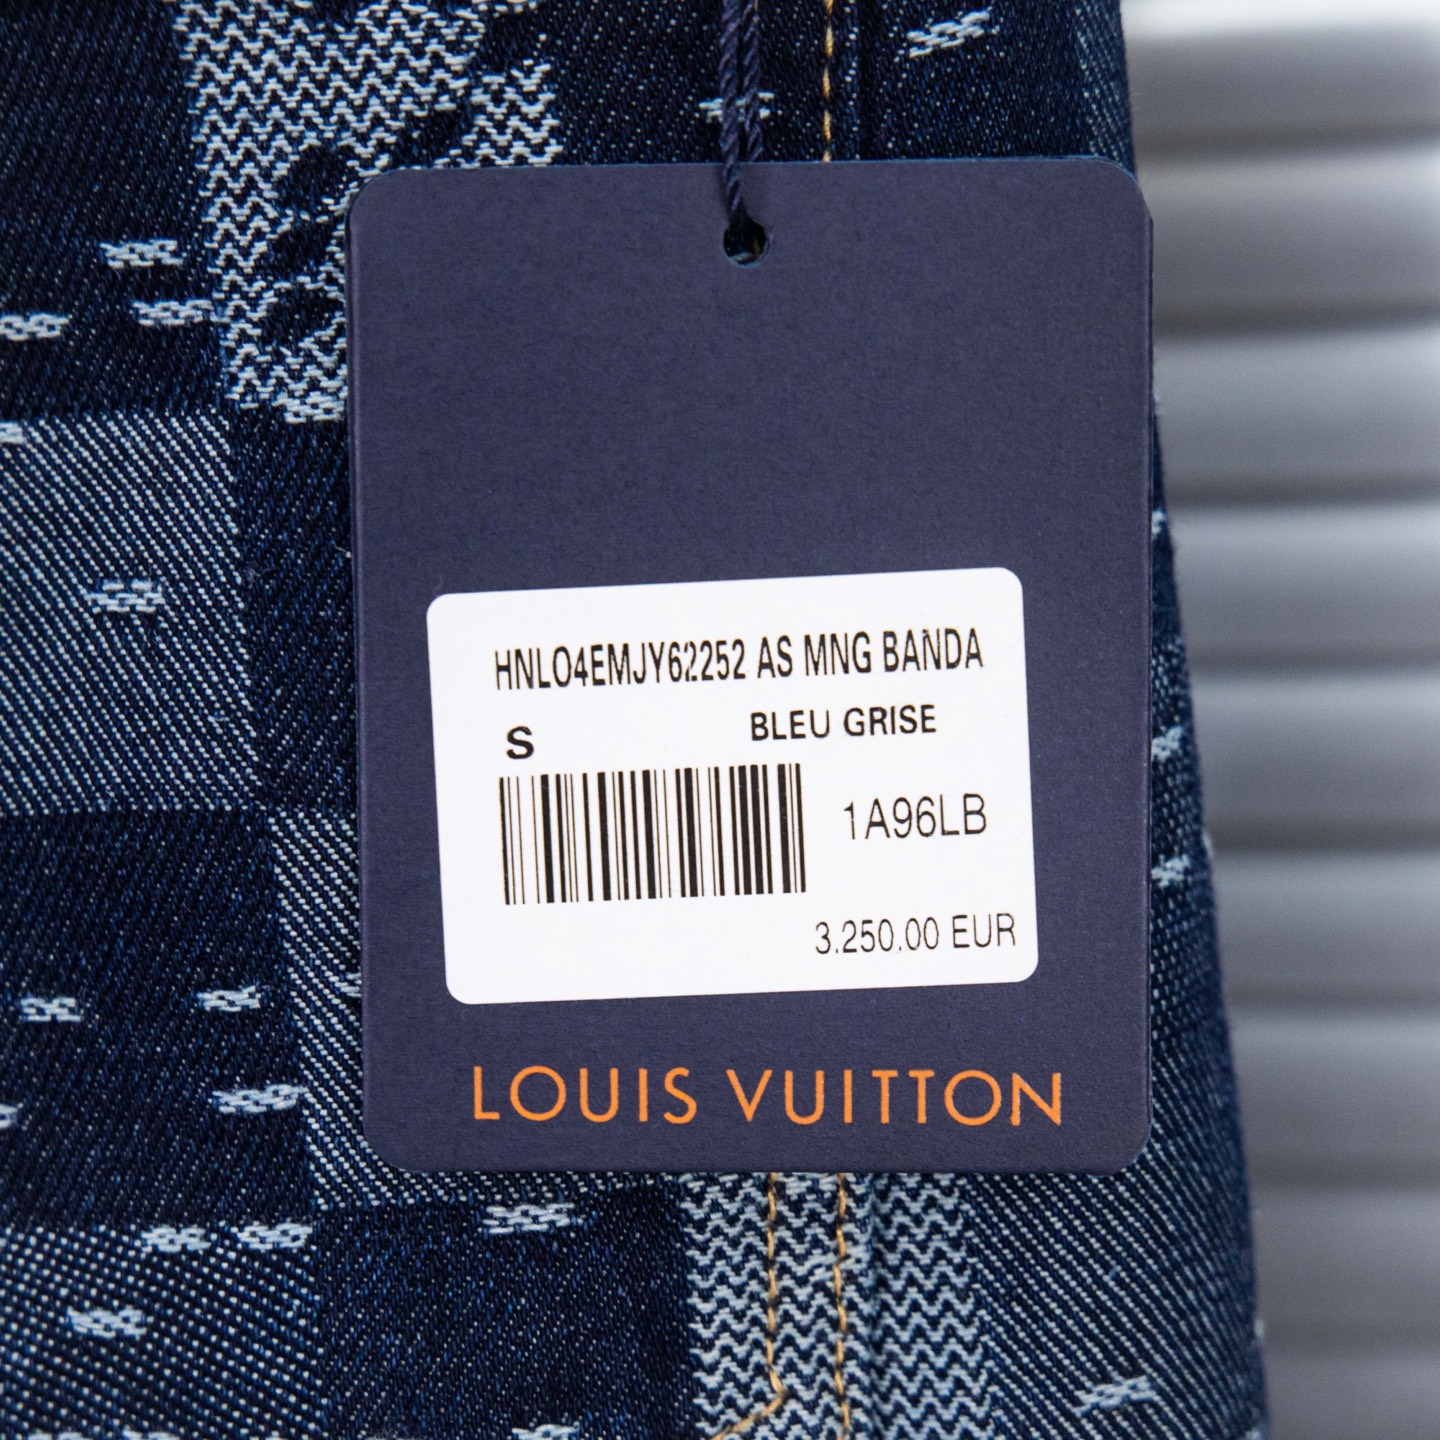 HNLO4EMJY62252 AS MNG BANDA
S
BLEU GRISE
1A96LB
3.250.00 EUR
LOUIS VUITTON